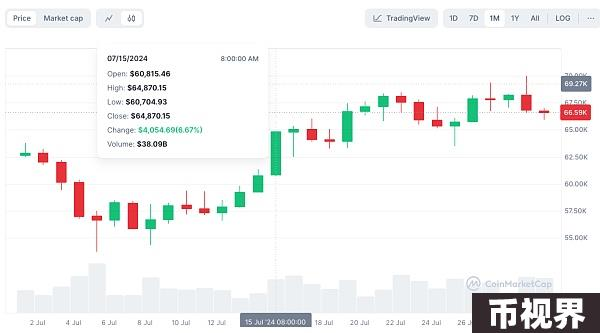 Price Market cap TradingView 1D 7D 1M 1Y All LOG ...
07/15/2024 8:00:00 AM
Open: $60,815.46
High: $64,870.15
Low: $60,704.93
Close: $64,870.15
Change: $4,054.69(6.67%)
Volume: $38.09B
70.00K
69.27K
66.59K
65.00K
62.50K
60.00K
57.50K
55.00K
CoinMarketCap
2 Jul 4 Jul 6 Jul 8 Jul 10 Jul 12 Jul 15 Jul '24 08:00:00 18 Jul 20 Jul 22 Jul 24 Jul 26
币视界